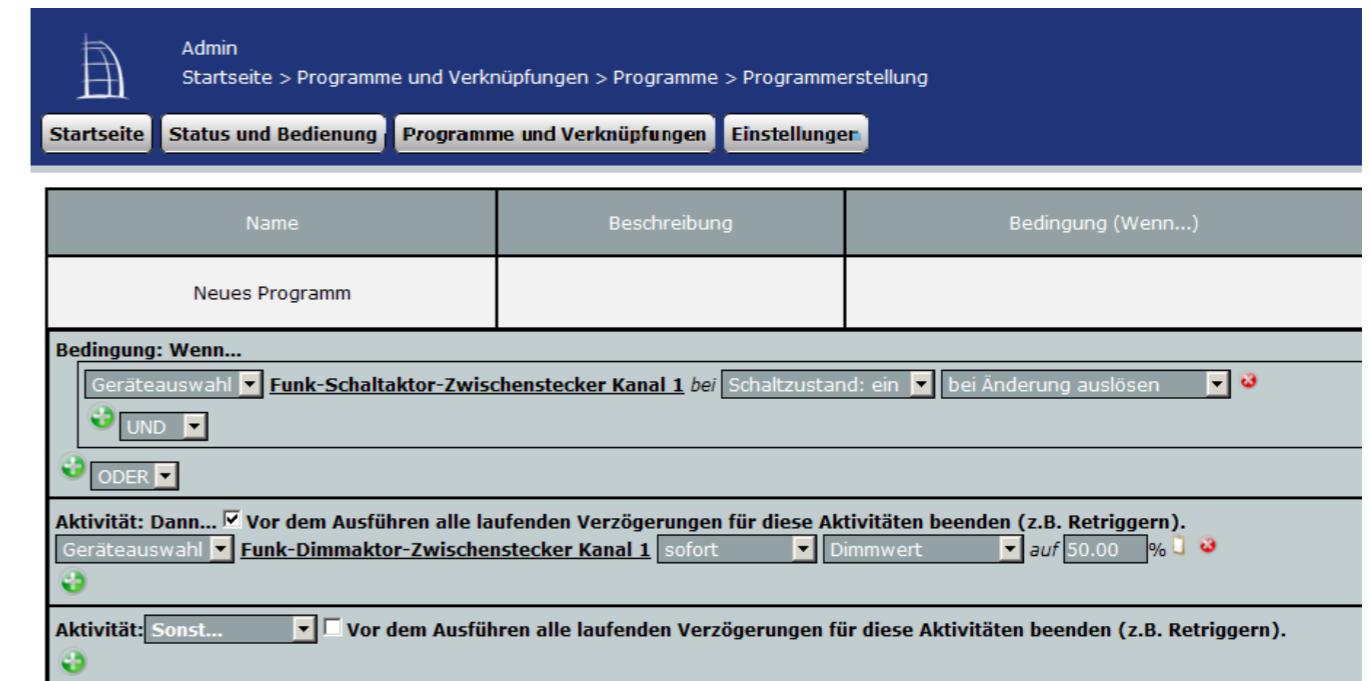 Admin
Startseite > Programme und Verknüpfungen > Programme > Programmerstellung
Startseite Status und Bedienung Programme und Verknüpfungen Einstellungen
Name Beschreibung Bedingung (Wenn...)
Neues Programm
Bedingung: Wenn...
Geräteauswahl Funk-Schaltaktor-Zwischenstecker Kanal 1 bei Schaltzustand: ein bei Änderung auslösen
UND
ODER
Aktivität: Dann... Vor dem Ausführen alle laufenden Verzögerungen für diese Aktivitäten beenden (z.B. Retriggern).
Geräteauswahl Funk-Dimmaktor-Zwischenstecker Kanal 1 sofort Dimmwert auf 50.00 %
Aktivität: Sonst... Vor dem Ausführen alle laufenden Verzögerungen für diese Aktivitäten beenden (z.B. Retriggern).